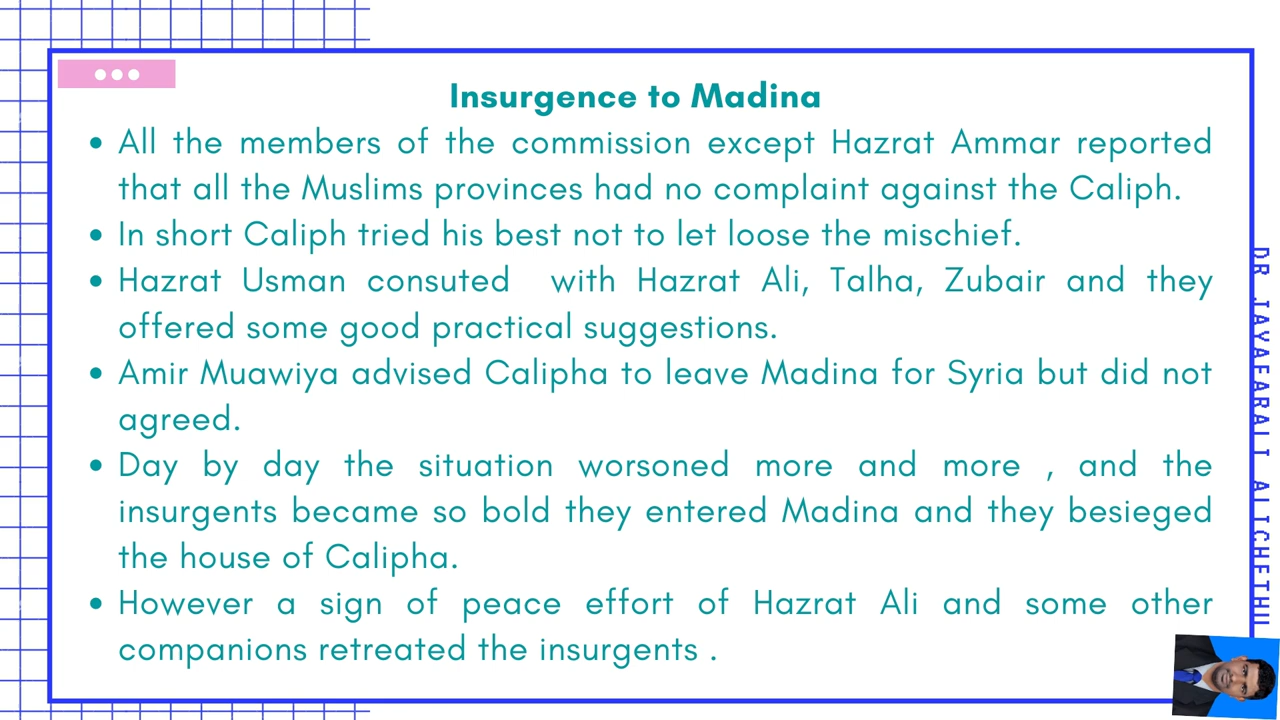 Insurgence to Madina
• All the members of the commission except Hazrat Ammar reported
that all the Muslims provinces had no complaint against the Caliph.
• In short Caliph tried his best not to let loose the mischief.
• Hazrat Usman consuted with Hazrat Ali, Talha, Zubair and they
offered some good practical suggestions.
• Amir Muawiya advised Calipha to leave Madina for Syria but did not
agreed.
• Day by day the situation worsoned more and more , and the
insurgents became so bold they entered Madina and they besieged
the house of Calipha.
• However a sign of peace effort of Hazrat Ali and some other
companions retreated the insurgents .
DR